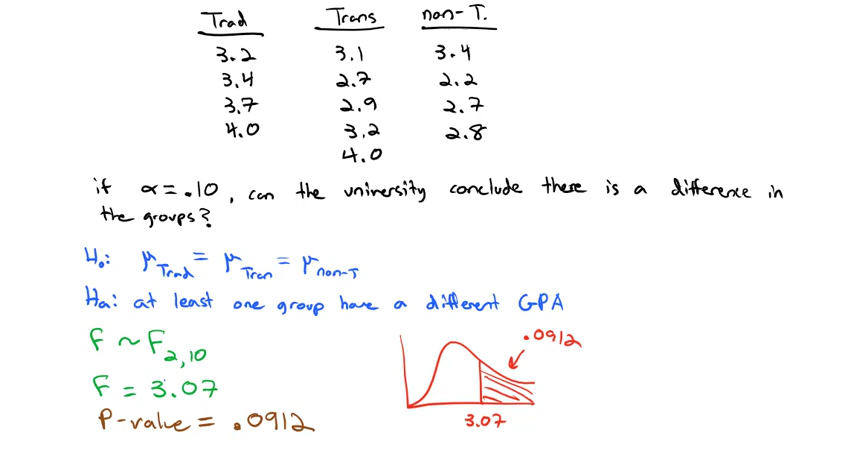 Trad Trans non-T.
3.2 3.1 3.4
3.4 2.7 2.2
3.7 2.9 2.7
4.0 3.2 2.8
4.0
if α = .10, can the university conclude there is a difference in
the groups?
H₀: μTrad = μTran = μnon-T
Ha: at least one group have a different GPA
F ~ F2,10
F = 3.07
P-value = .0912
.0912
3.07